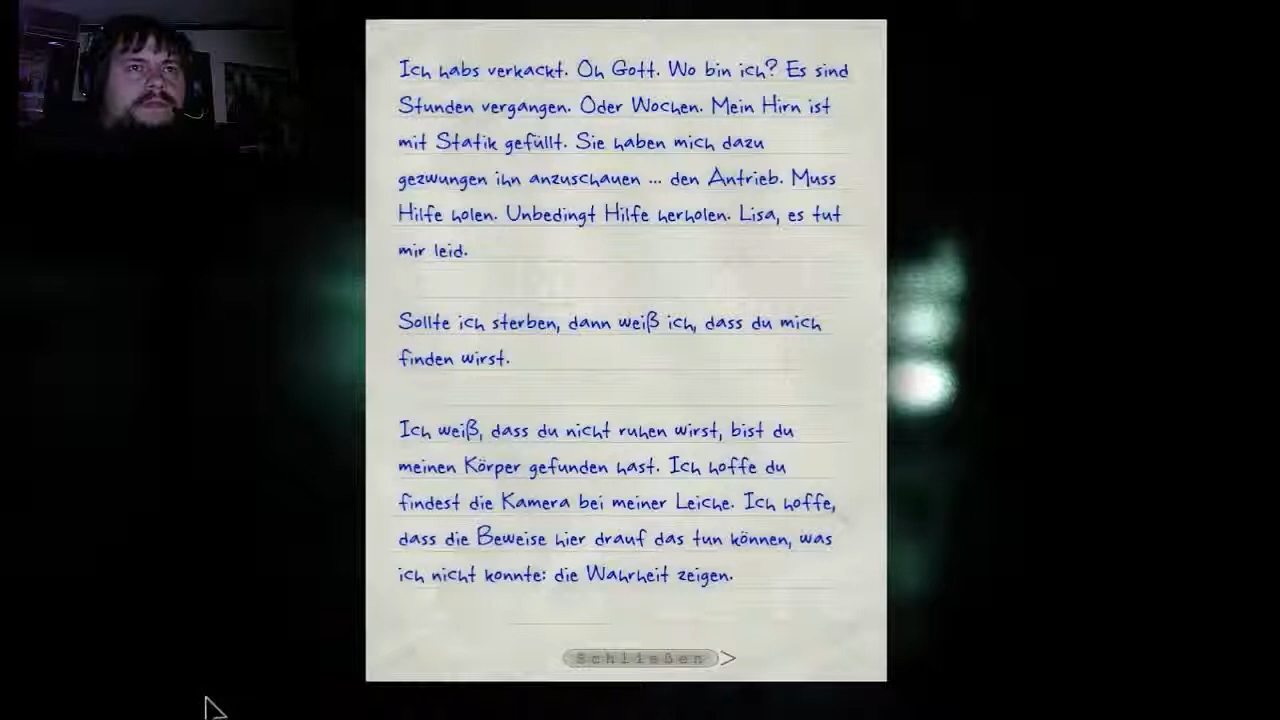 Ich habs verkackt. Oh Gott. Wo bin ich? Es sind
Stunden vergangen. Oder Wochen. Mein Hirn ist
mit Statik gefüllt. Sie haben mich dazu
gezwungen ihn anzuschauen ... den Antrieb. Muss
Hilfe holen. Unbedingt Hilfe herholen. Lisa, es tut
mir leid.
Sollte ich sterben, dann weiß ich, dass du mich
finden wirst.
Ich weiß, dass du nicht ruhen wirst, bist du
meinen Körper gefunden hast. Ich hoffe du
findest die Kamera bei meiner Leiche. Ich hoffe,
dass die Beweise hier drauf das tun können, was
ich nicht konnte: die Wahrheit zeigen.
Schließen